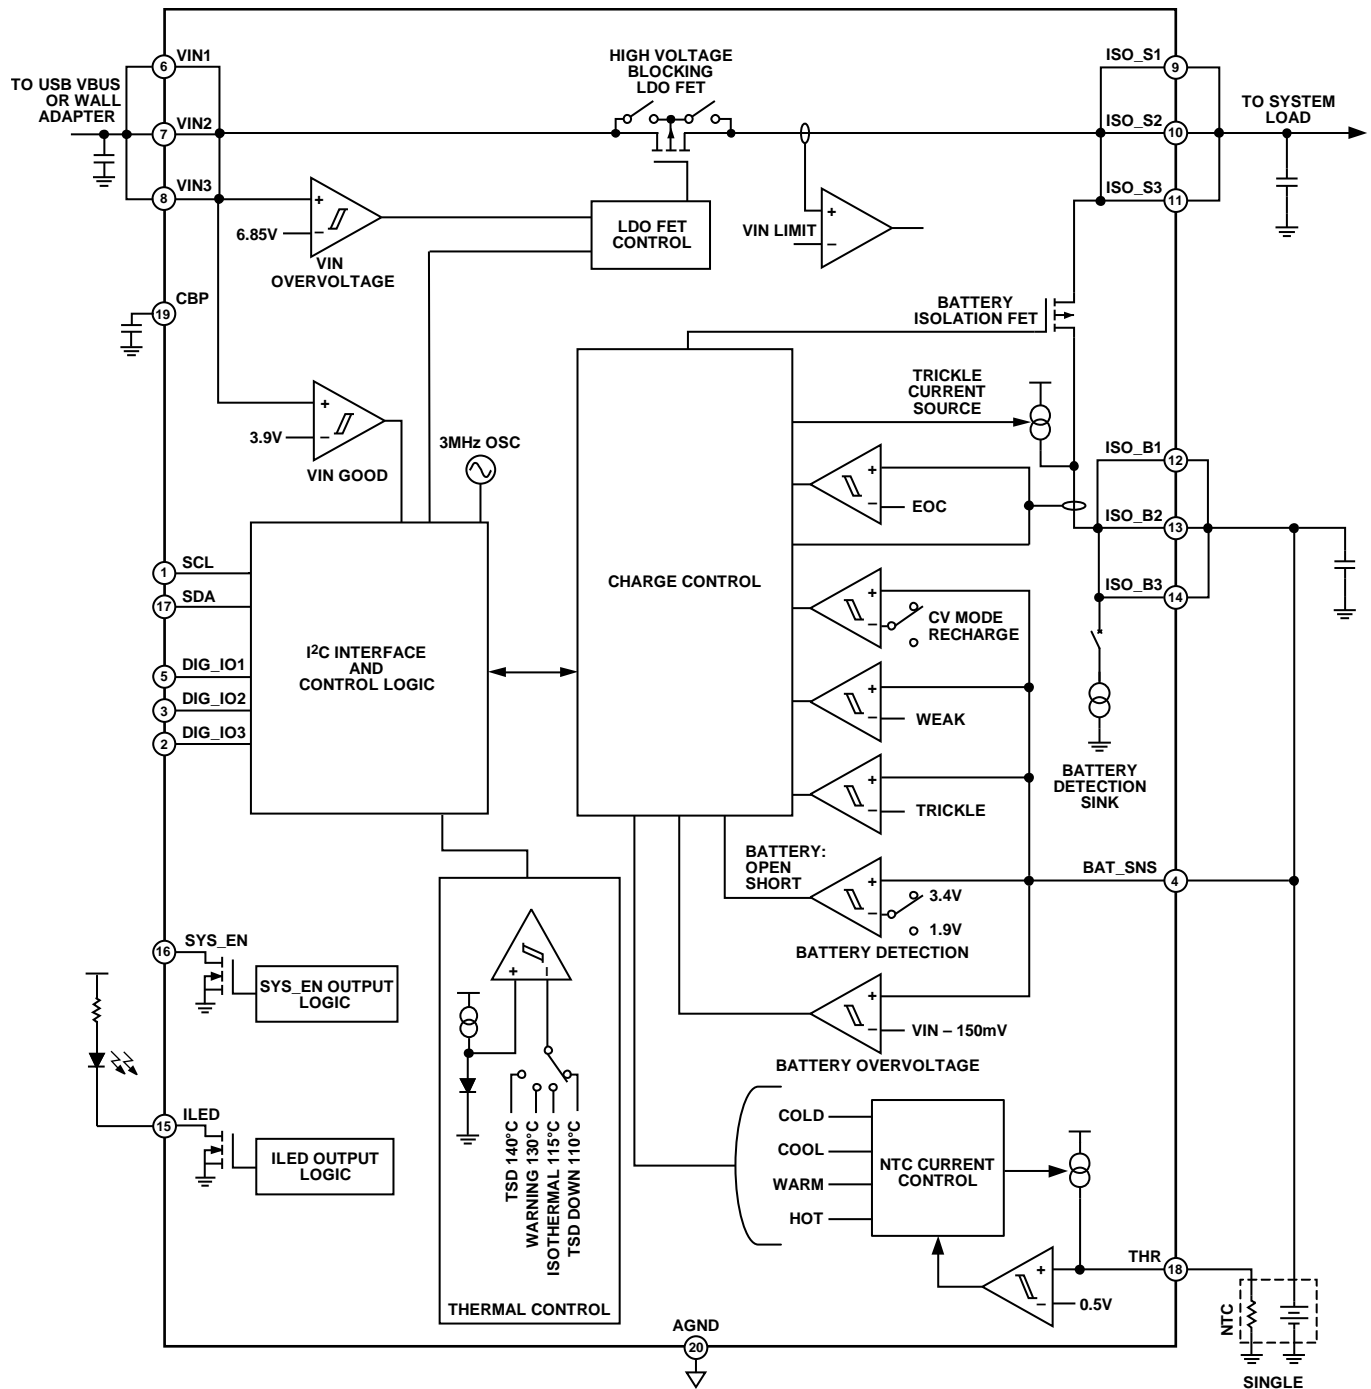 HIGH VOLTAGE
BLOCKING
LDO FET
TO USB VBUS
OR WALL
ADAPTER
6
VIN1
7
VIN2
8
VIN3
ISO_S1
9
ISO_S2
10
ISO_S3
11
TO SYSTEM
LOAD
+
–
6.85V
VIN
OVERVOLTAGE
LDO FET
CONTROL
VIN LIMIT
+
–
19
CBP
BATTERY
ISOLATION FET
TRICKLE
CURRENT
SOURCE
+
–
3.9V
VIN GOOD
3MHz OSC
ISO_B1
12
ISO_B2
13
ISO_B3
14
+
–
EOC
1
SCL
17
SDA
5
DIG_IO1
3
DIG_IO2
2
DIG_IO3
I2C INTERFACE
AND
CONTROL LOGIC
CHARGE CONTROL
+
–
CV MODE
RECHARGE
+
–
WEAK
+
–
TRICKLE
BATTERY
DETECTION
SINK
BATTERY:
OPEN
SHORT
+
–
3.4V
1.9V
BATTERY DETECTION
BAT_SNS
4
+
–
VIN – 150mV
BATTERY OVERVOLTAGE
16
SYS_EN
SYS_EN OUTPUT
LOGIC
15
ILED
ILED OUTPUT
LOGIC
+
–
TSD 140°C
WARNING 130°C
ISOTHERMAL 115°C
TSD DOWN 110°C
THERMAL CONTROL
COLD
COOL
WARM
HOT
NTC CURRENT
CONTROL
+
–
0.5V
THR
18
NTC
SINGLE
AGND
20